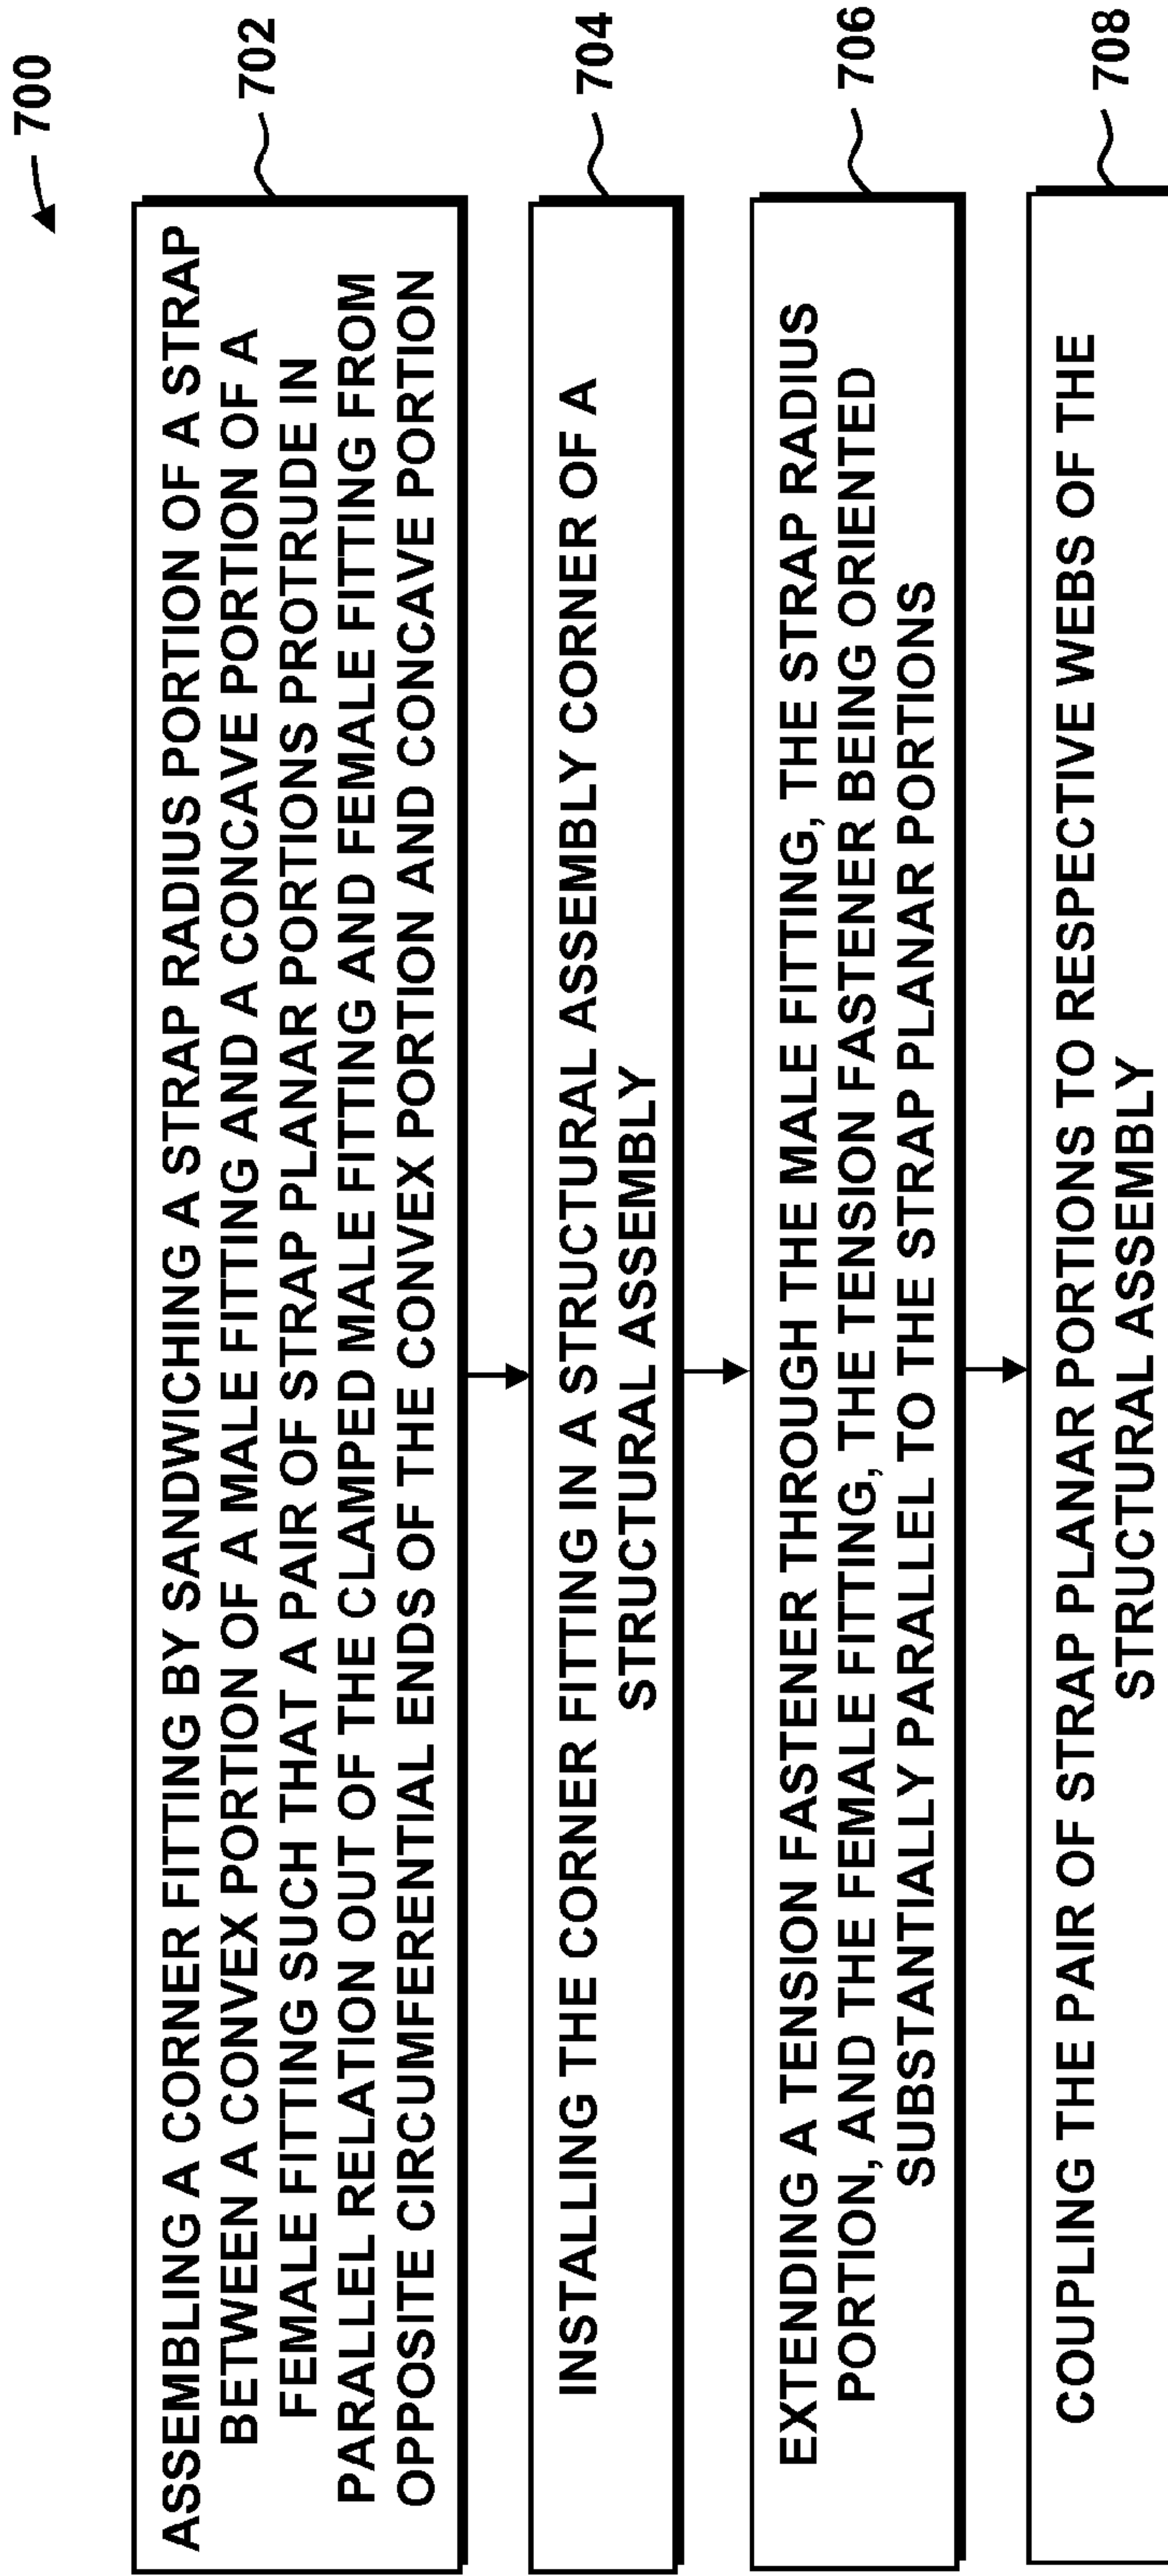 700
ASSEMBLING A CORNER FITTING BY SANDWICHING A STRAP RADIUS PORTION OF A STRAP
BETWEEN A CONVEX PORTION OF A MALE FITTING AND A CONCAVE PORTION OF A
FEMALE FITTING SUCH THAT A PAIR OF STRAP PLANAR PORTIONS PROTRUDE IN
PARALLEL RELATION OUT OF THE CLAMPED MALE FITTING AND FEMALE FITTING FROM
OPPOSITE CIRCUMFERENTIAL ENDS OF THE CONVEX PORTION AND CONCAVE PORTION
702
INSTALLING THE CORNER FITTING IN A STRUCTURAL ASSEMBLY CORNER OF A
STRUCTURAL ASSEMBLY
704
EXTENDING A TENSION FASTENER THROUGH THE MALE FITTING, THE STRAP RADIUS
PORTION, AND THE FEMALE FITTING, THE TENSION FASTENER BEING ORIENTED
SUBSTANTIALLY PARALLEL TO THE STRAP PLANAR PORTIONS
706
COUPLING THE PAIR OF STRAP PLANAR PORTIONS TO RESPECTIVE WEBS OF THE
STRUCTURAL ASSEMBLY
708